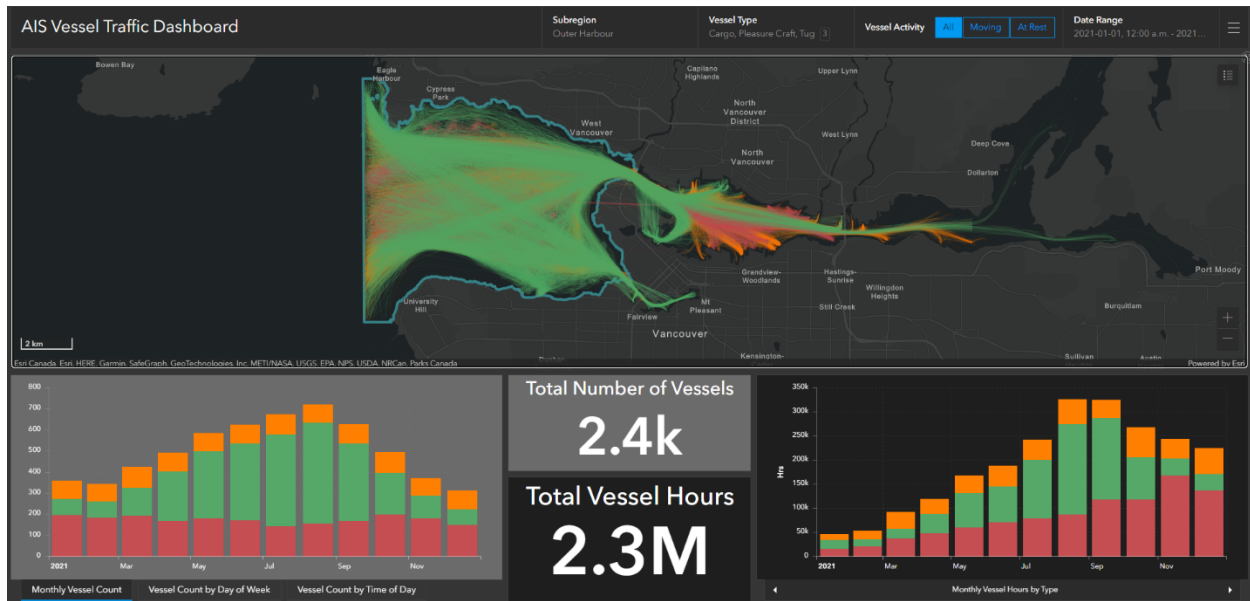 AIS Vessel Traffic Dashboard
Subregion
Outer Harbour
Vessel Type
Cargo, Pleasure Craft, Tug 3
Vessel Activity
All
Moving
At Rest
Date Range
2021-01-01, 12:00 a.m. - 2021...
Bowen Bay
Eagle
Harbour
Cypress
Park
Capilano
Highlands
Upper Lynn
North
Vancouver
District
West
Vancouver
West Lynn
North
Vancouver
Deep Cove
Dollarton
Port Moody
Grandview-
Woodlands
Hastings-
Sunrise
Willingdon
Heights
University
Hill
Mt
Pleasant
Still Creek
Burquitlam
Fairview
Vancouver
2 km
Kensington-
Sullivan
Austin
Esri Canada, Esri, HERE, Garmin, SafeGraph, GeoTechnologies, Inc, METI/NASA, USGS, EPA, NPS, USDA, NRCan, Parks Canada
Powered by Esri
800
700
600
500
400
300
200
100
0
2021
Mar
May
Jul
Sep
Nov
Monthly Vessel Count
Vessel Count by Day of Week
Vessel Count by Time of Day
Total Number of Vessels
2.4k
Total Vessel Hours
2.3M
350k
300k
250k
200k
150k
100k
50k
0
Hrs
2021
Mar
May
Jul
Sep
Nov
Monthly Vessel Hours by Type